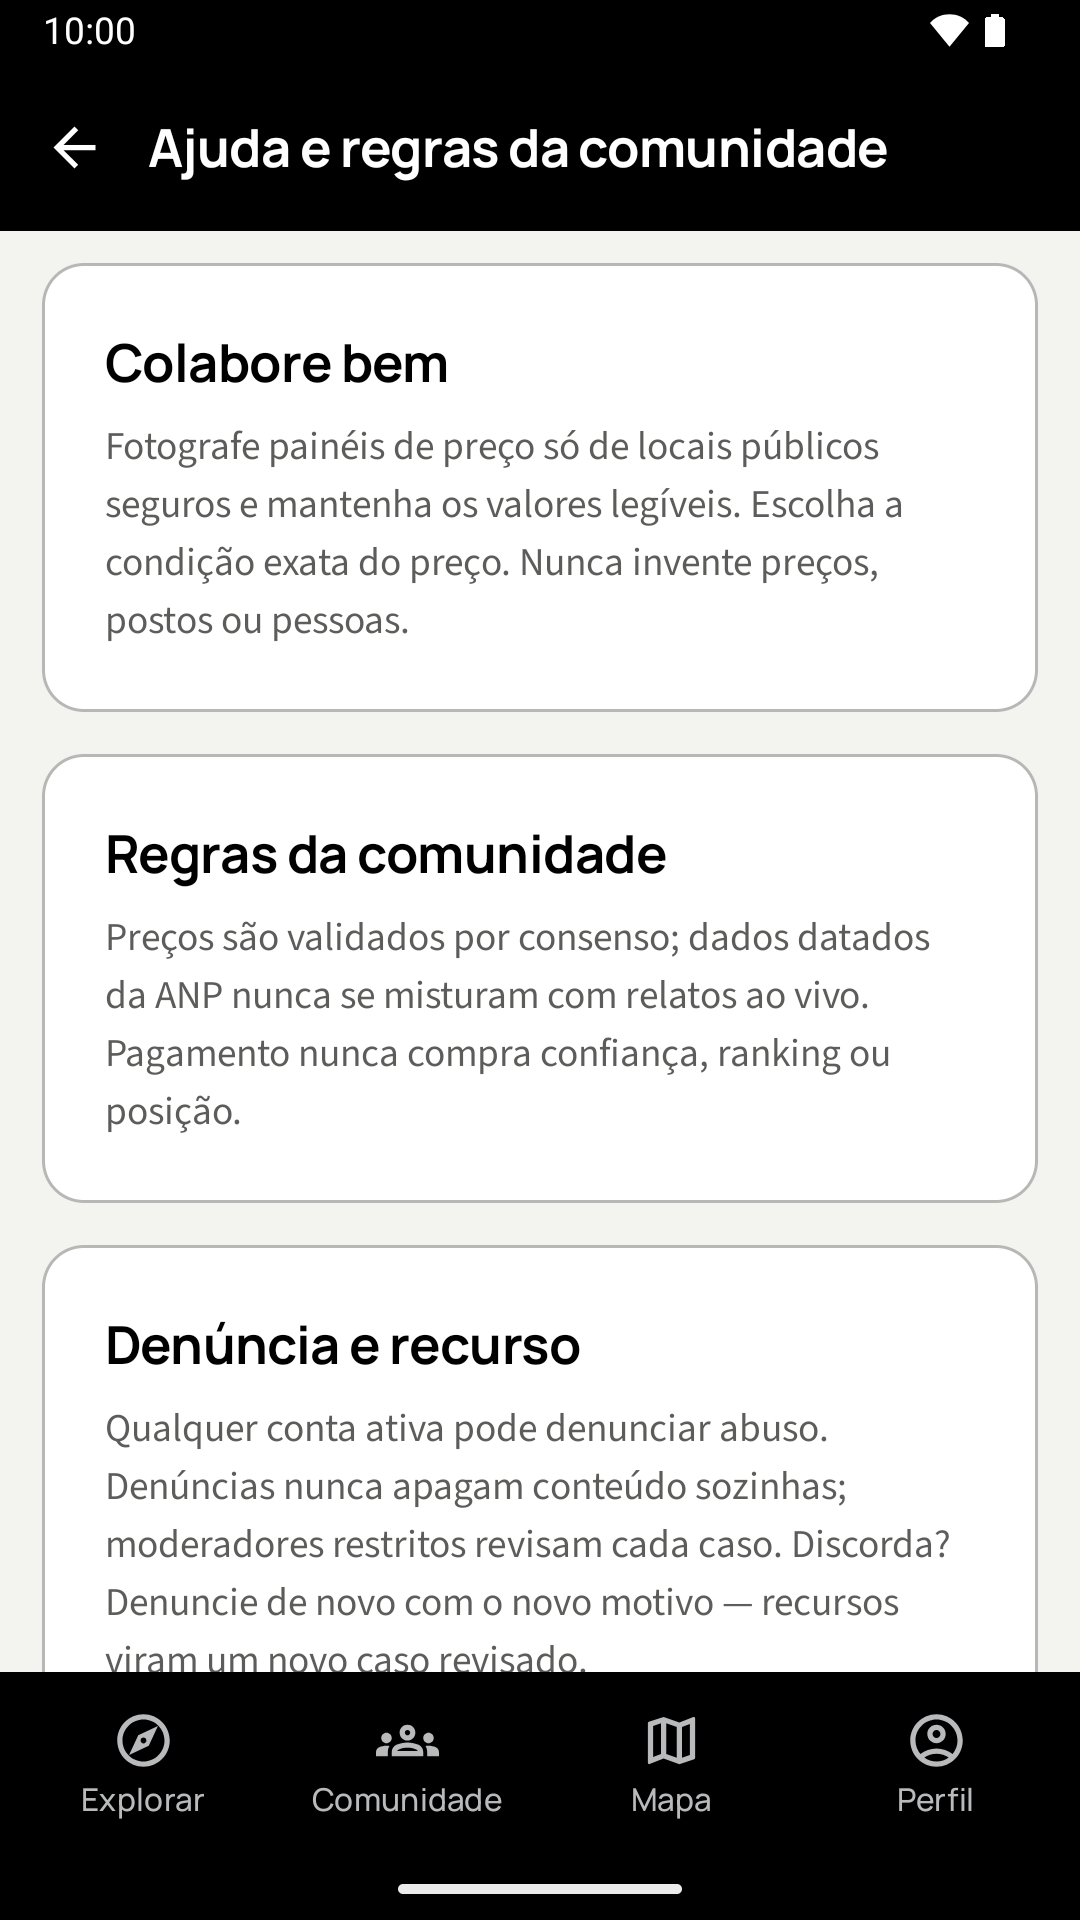 10:00
Ajuda e regras da comunidade
Colabore bem
Fotografe painéis de preço só de locais públicos
seguros e mantenha os valores legíveis. Escolha a
condição exata do preço. Nunca invente preços,
postos ou pessoas.
Regras da comunidade
Preços são validados por consenso; dados datados
da ANP nunca se misturam com relatos ao vivo.
Pagamento nunca compra confiança, ranking ou
posição.
Denúncia e recurso
Qualquer conta ativa pode denunciar abuso.
Denúncias nunca apagam conteúdo sozinhas;
moderadores restritos revisam cada caso. Discorda?
Denuncie de novo com o novo motivo — recursos
viram um novo caso revisado.
Explorar
Comunidade
Mapa
Perfil